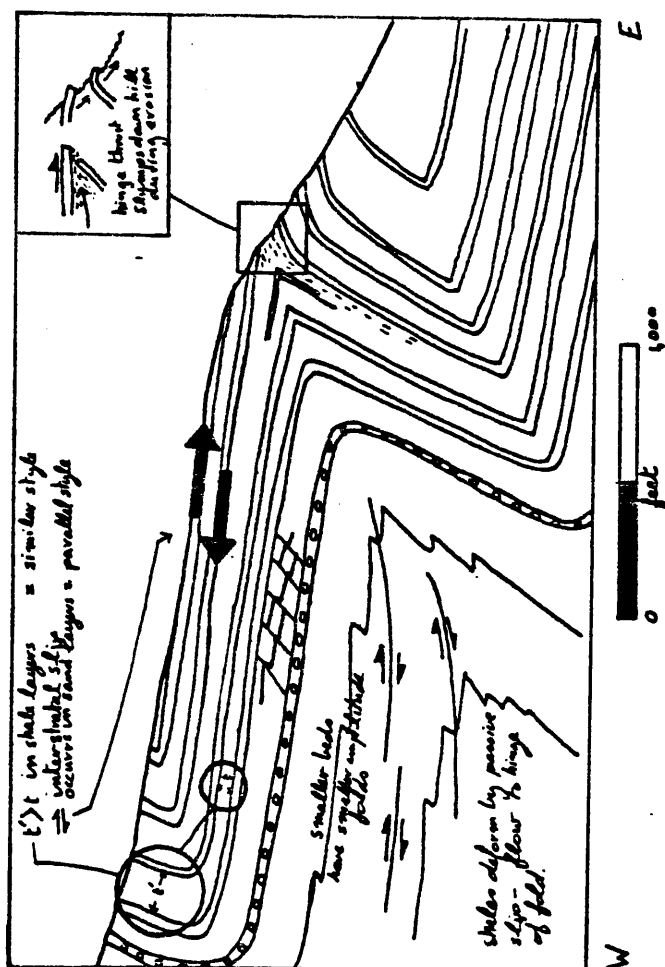 t'>t in shale layers = similar style
⇌ interstratal slip
occurs in sand layers = parallel style
hinge thrust
slumps down hill
during erosion
t'
t
smaller beds
have smaller amplitude
folds
shales deform by passive
slip - flow to hinge
of fold.
W
E
0
feet
1,000